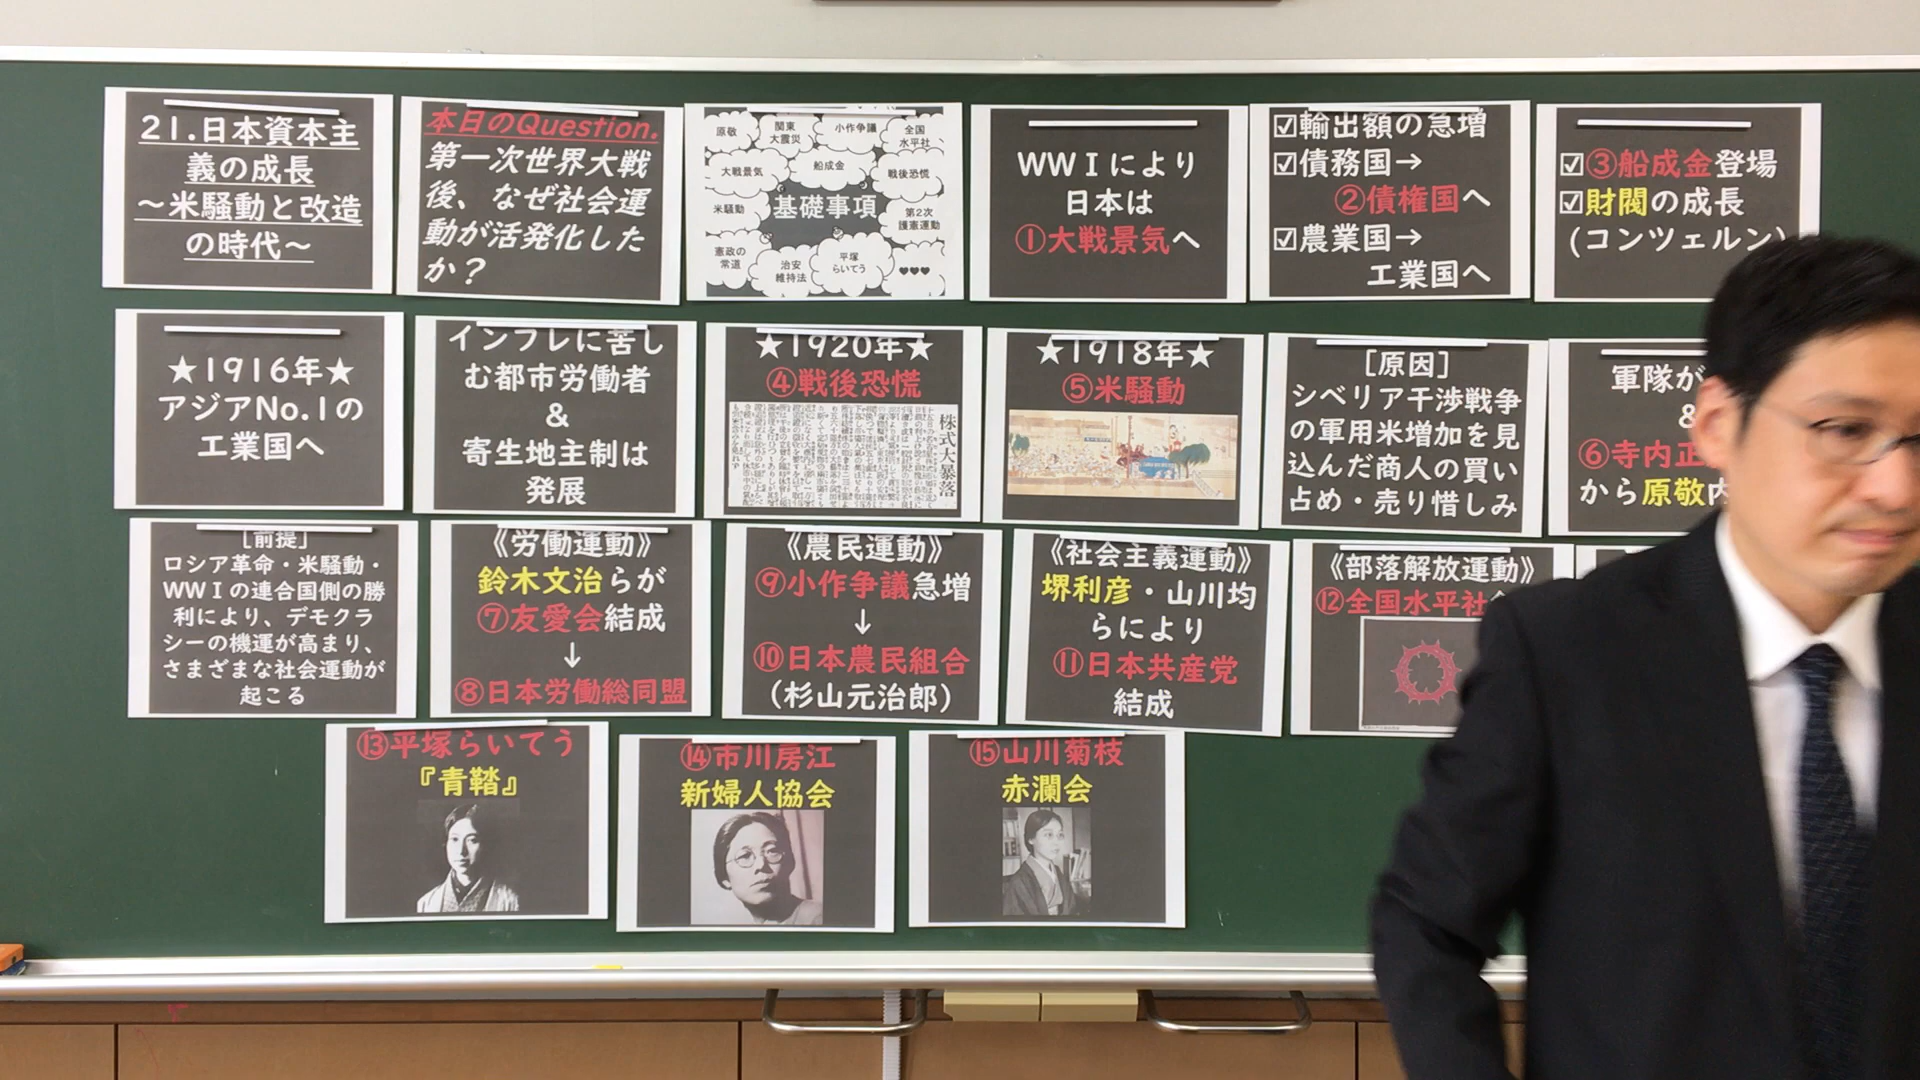 21.日本資本主
義の成長
～米騒動と改造
の時代～
本日のQuestion.
第一次世界大戦
後、なぜ社会運
動が活発化した
か？
原敬
関東
大震災
小作争議
全国
水平社
大戦景気
船成金
戦後恐慌
米騒動
基礎事項
第2次
護憲運動
憲政の
常道
治安
維持法
平塚
らいてう
♥♥♥
WWⅠにより
日本は
①大戦景気へ
☑輸出額の急増
☑債務国→
②債権国へ
☑農業国→
工業国へ
☑③船成金登場
☑財閥の成長
(コンツェルン)
★1916年★
アジアNo.1の
工業国へ
インフレに苦し
む都市労働者
&
寄生地主制は
発展
★1920年★
④戦後恐慌
株式大暴落
★1918年★
⑤米騒動
[原因]
シベリア干渉戦争
の軍用米増加を見
込んだ商人の買い
占め・売り惜しみ
軍隊が
&
⑥寺内正
から原敬内
[前提]
ロシア革命・米騒動・
WWⅠの連合国側の勝
利により、デモクラ
シーの機運が高まり、
さまざまな社会運動が
起こる
《労働運動》
鈴木文治らが
⑦友愛会結成
↓
⑧日本労働総同盟
《農民運動》
⑨小作争議急増
↓
⑩日本農民組合
(杉山元治郎)
《社会主義運動》
堺利彦・山川均
らにより
⑪日本共産党
結成
《部落解放運動》
⑫全国水平社
⑬平塚らいてう
『青鞜』
⑭市川房江
新婦人協会
⑮山川菊枝
赤瀾会